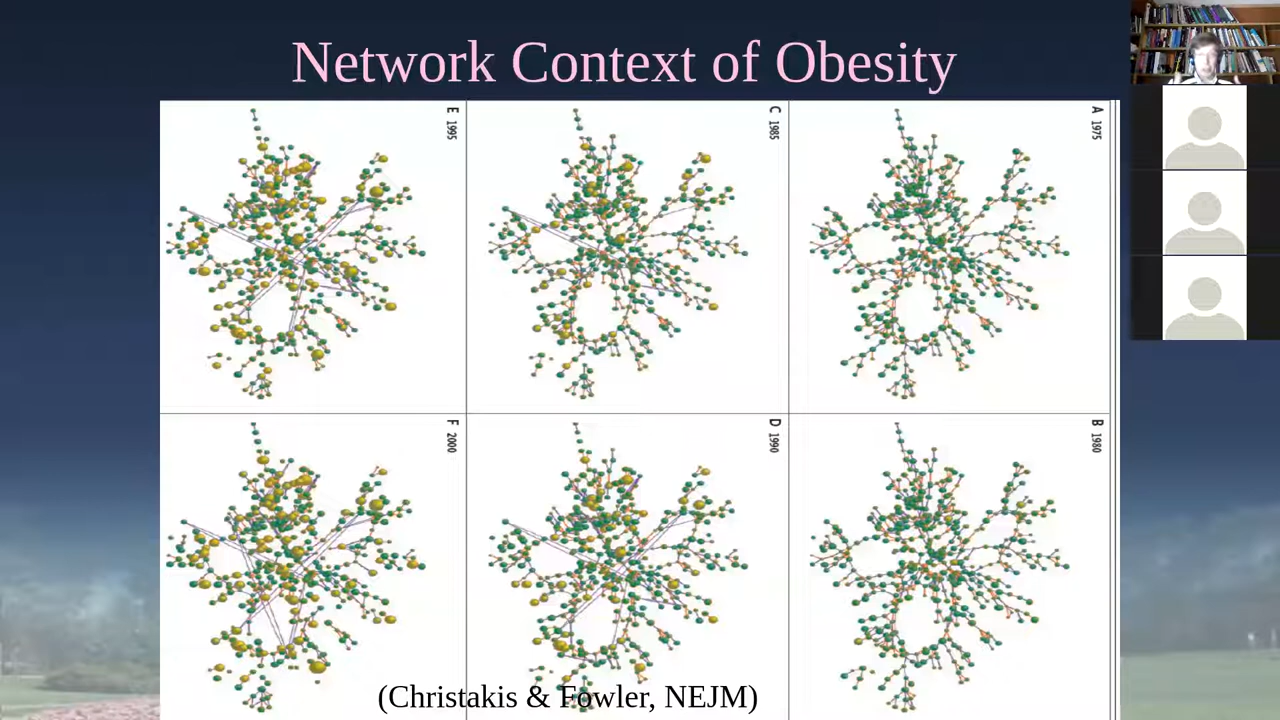 Network Context of Obesity
E 1995
C 1985
A 1975
F 2000
D 1990
B 1980
(Christakis & Fowler, NEJM)